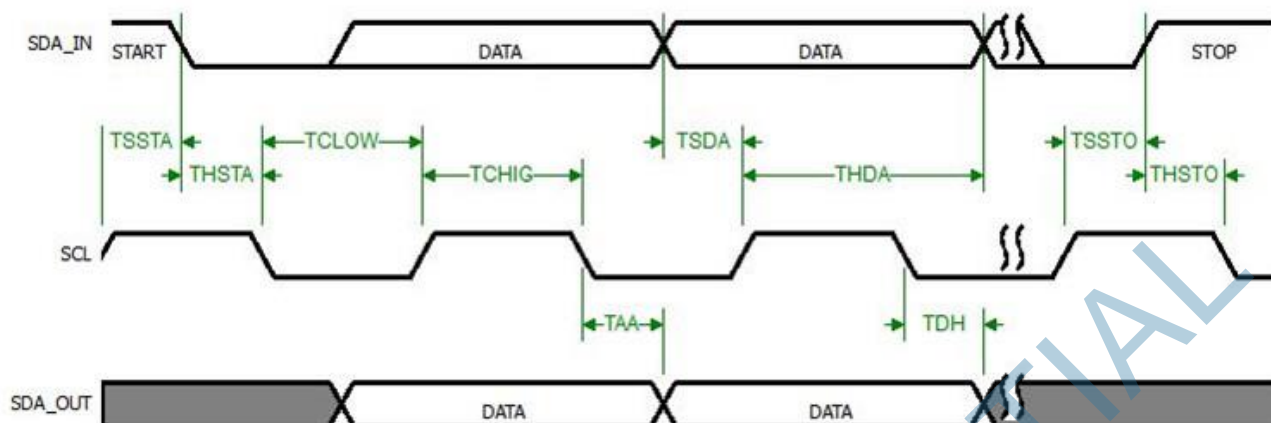 SDA_IN START DATA DATA STOP
TSSTA TCLOW TSDA TSSTO
THSTA TCHIG THDA THSTO
SCL
TAA TDH
SDA_OUT DATA DATA